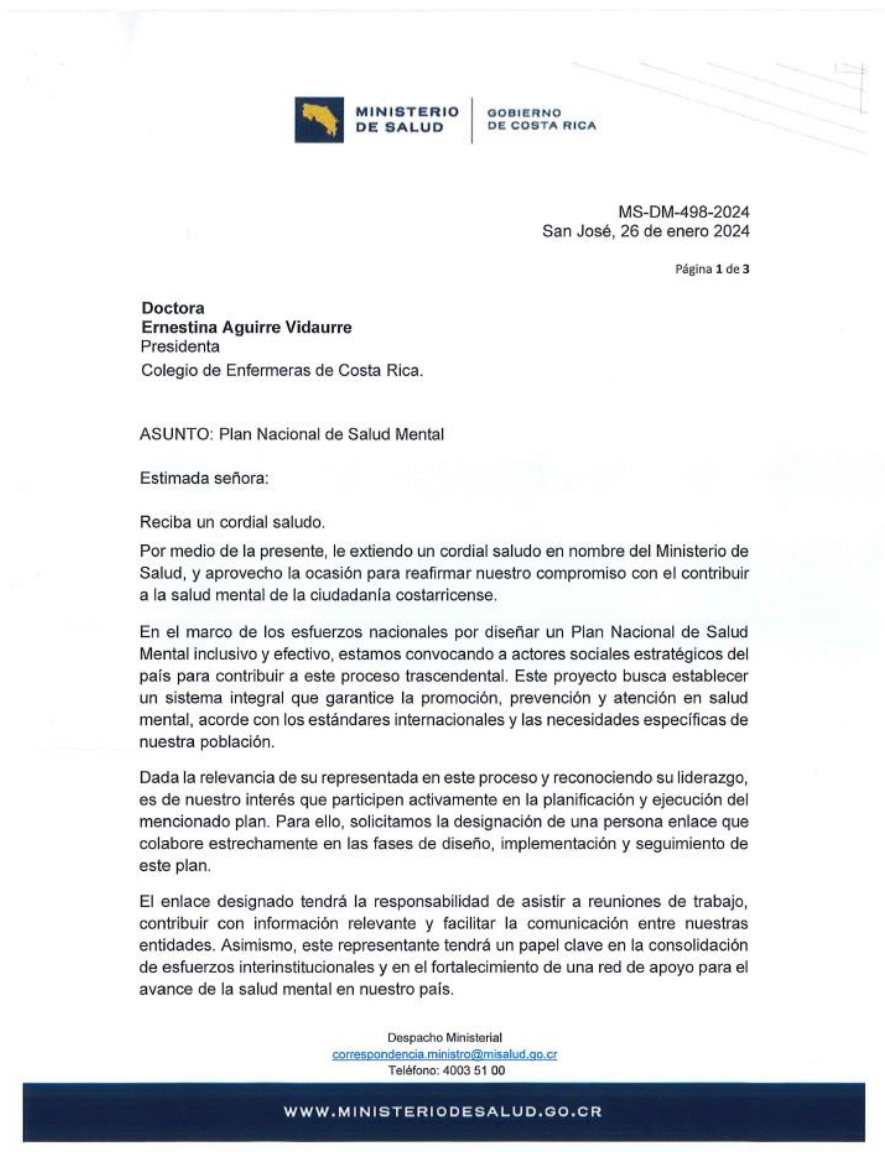 MINISTERIO
DE SALUD
GOBIERNO
DE COSTA RICA
MS-DM-498-2024
San José, 26 de enero 2024
Página 1 de 3
Doctora
Ernestina Aguirre Vidaurre
Presidenta
Colegio de Enfermeras de Costa Rica.
ASUNTO: Plan Nacional de Salud Mental
Estimada señora:
Reciba un cordial saludo.
Por medio de la presente, le extiendo un cordial saludo en nombre del Ministerio de
Salud, y aprovecho la ocasión para reafirmar nuestro compromiso con el contribuir
a la salud mental de la ciudadanía costarricense.
En el marco de los esfuerzos nacionales por diseñar un Plan Nacional de Salud
Mental inclusivo y efectivo, estamos convocando a actores sociales estratégicos del
país para contribuir a este proceso trascendental. Este proyecto busca establecer
un sistema integral que garantice la promoción, prevención y atención en salud
mental, acorde con los estándares internacionales y las necesidades específicas de
nuestra población.
Dada la relevancia de su representada en este proceso y reconociendo su liderazgo,
es de nuestro interés que participen activamente en la planificación y ejecución del
mencionado plan. Para ello, solicitamos la designación de una persona enlace que
colabore estrechamente en las fases de diseño, implementación y seguimiento de
este plan.
El enlace designado tendrá la responsabilidad de asistir a reuniones de trabajo,
contribuir con información relevante y facilitar la comunicación entre nuestras
entidades. Asimismo, este representante tendrá un papel clave en la consolidación
de esfuerzos interinstitucionales y en el fortalecimiento de una red de apoyo para el
avance de la salud mental en nuestro país.
Despacho Ministerial
correspondencia.ministro@misalud.go.cr
Teléfono: 4003 51 00
WWW.MINISTERIODESALUD.GO.CR